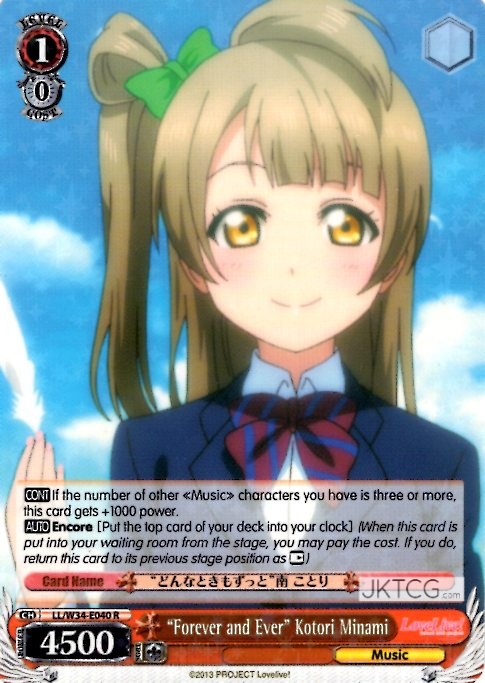 LEVEL
1
0
COST
CONT If the number of other «Music» characters you have is three or more,
this card gets +1000 power.
AUTO Encore [Put the top card of your deck into your clock] (When this card is
put into your waiting room from the stage, you may pay the cost. If you do,
return this card to its previous stage position as )
Card Name
"どんなときもずっと"南 ことり
JKTCG.com
CH
LL/W34-E040 R
4500
"Forever and Ever" Kotori Minami
LoveLive!
Music
©2013 PROJECT Lovelive!